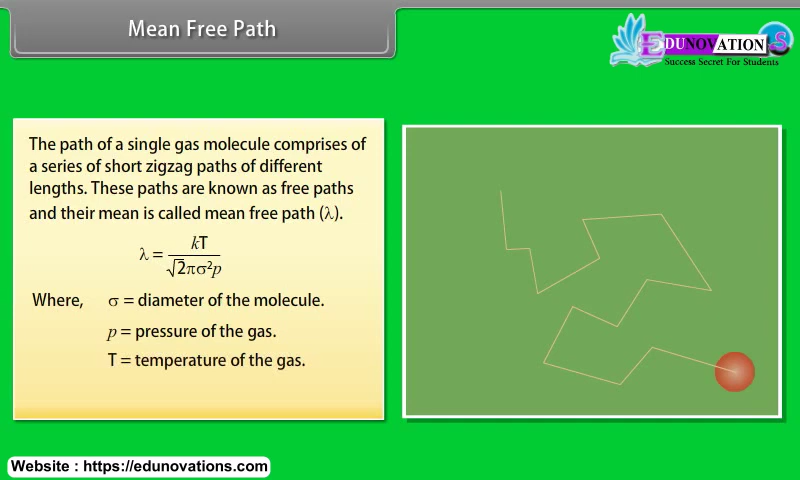 Mean Free Path
EDUNOVATIONS
Success Secret For Students
The path of a single gas molecule comprises of
a series of short zigzag paths of different
lengths. These paths are known as free paths
and their mean is called mean free path (λ).
λ = kT / √2πσ²p
Where, σ = diameter of the molecule.
p = pressure of the gas.
T = temperature of the gas.
Website : https://edunovations.com